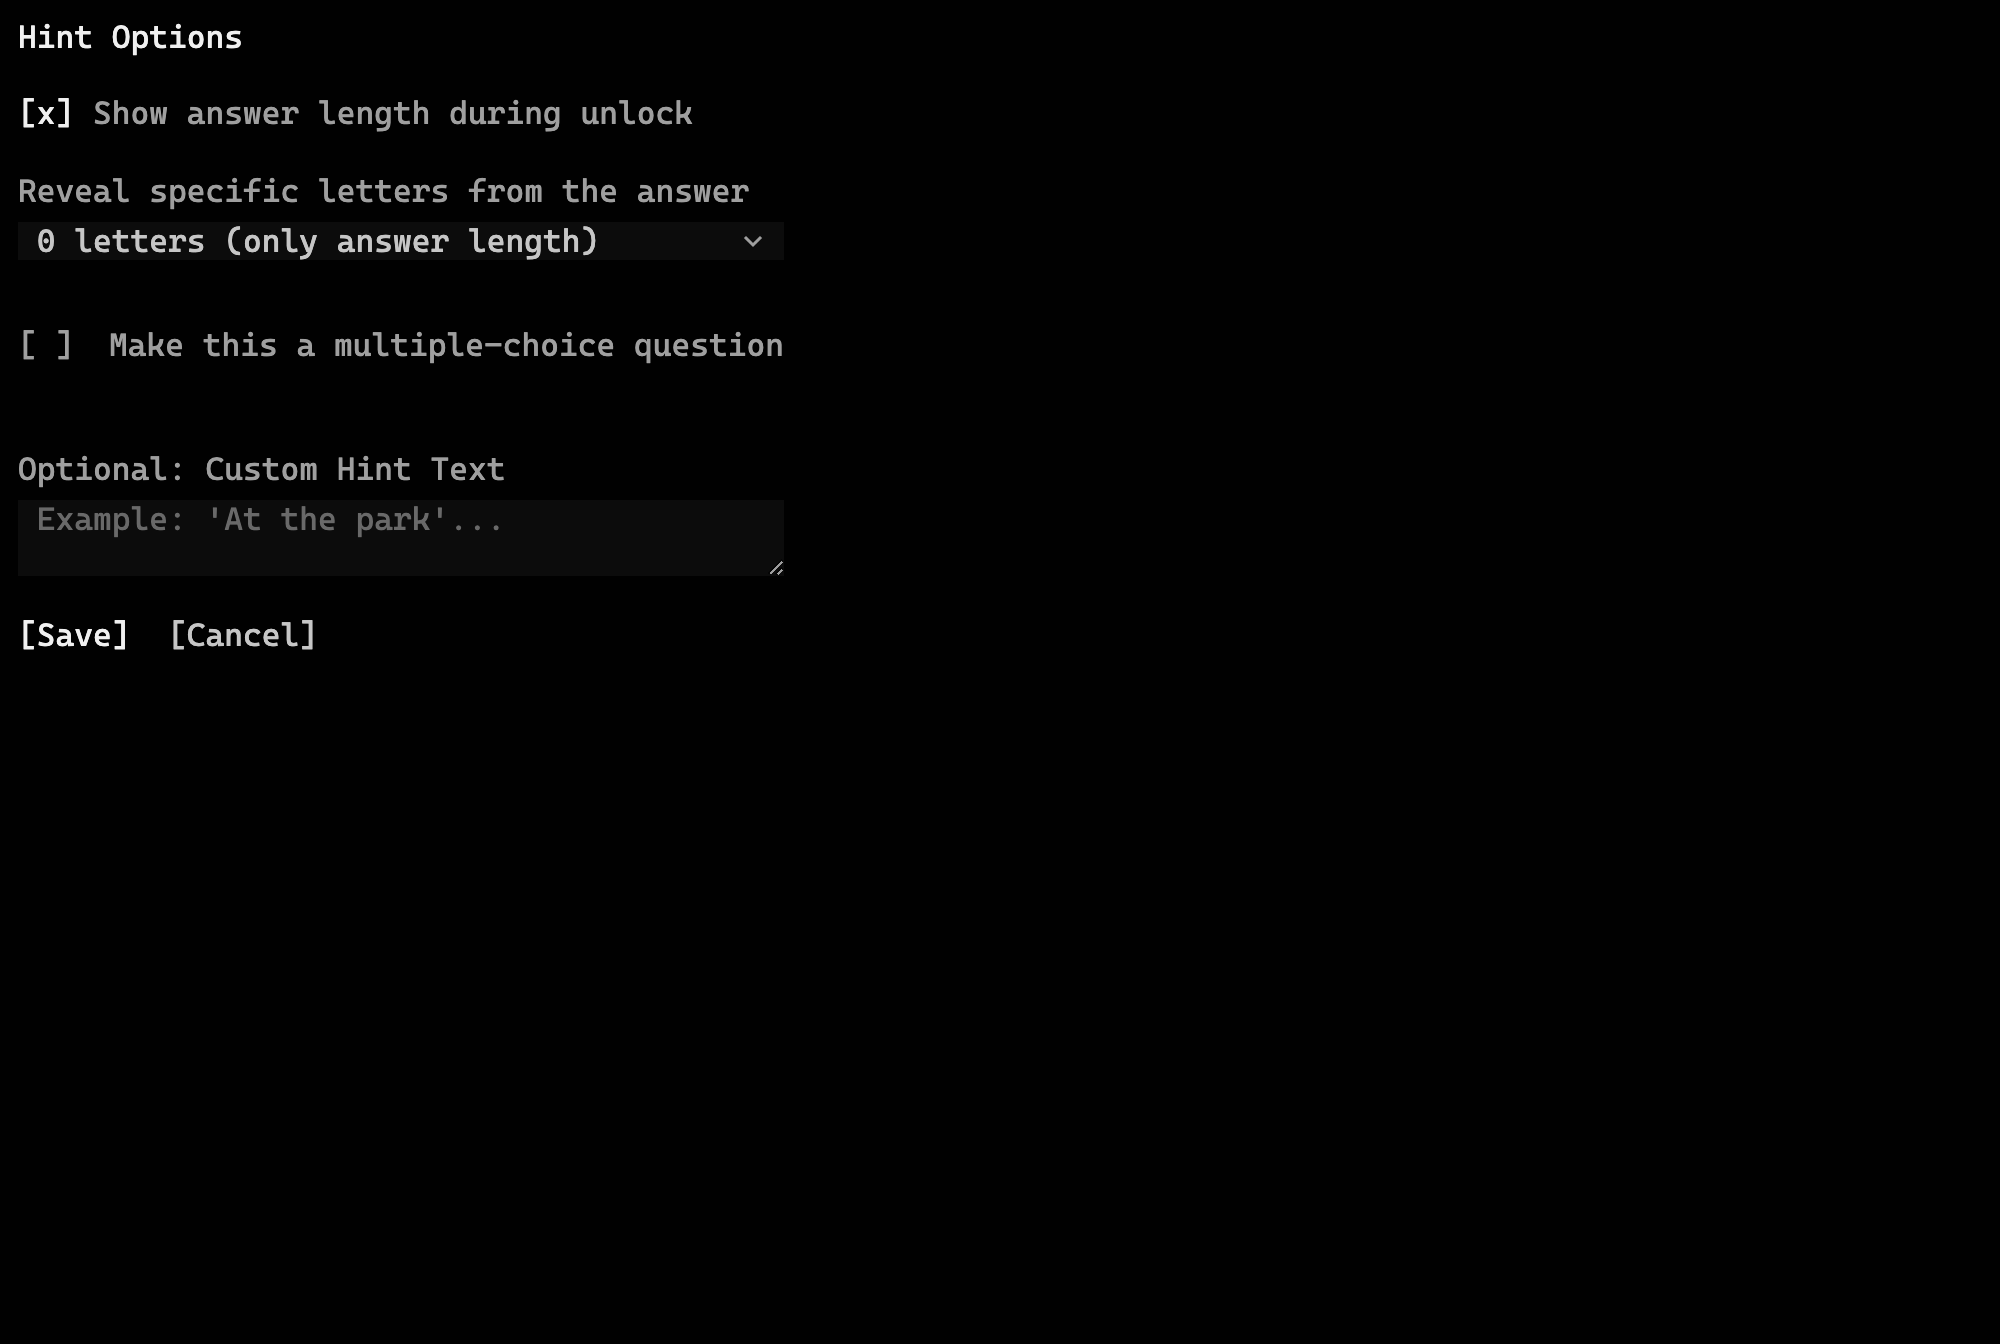 Hint Options
[x] Show answer length during unlock
Reveal specific letters from the answer
0 letters (only answer length)
[ ] Make this a multiple-choice question
Optional: Custom Hint Text
Example: 'At the park'...
[Save] [Cancel]